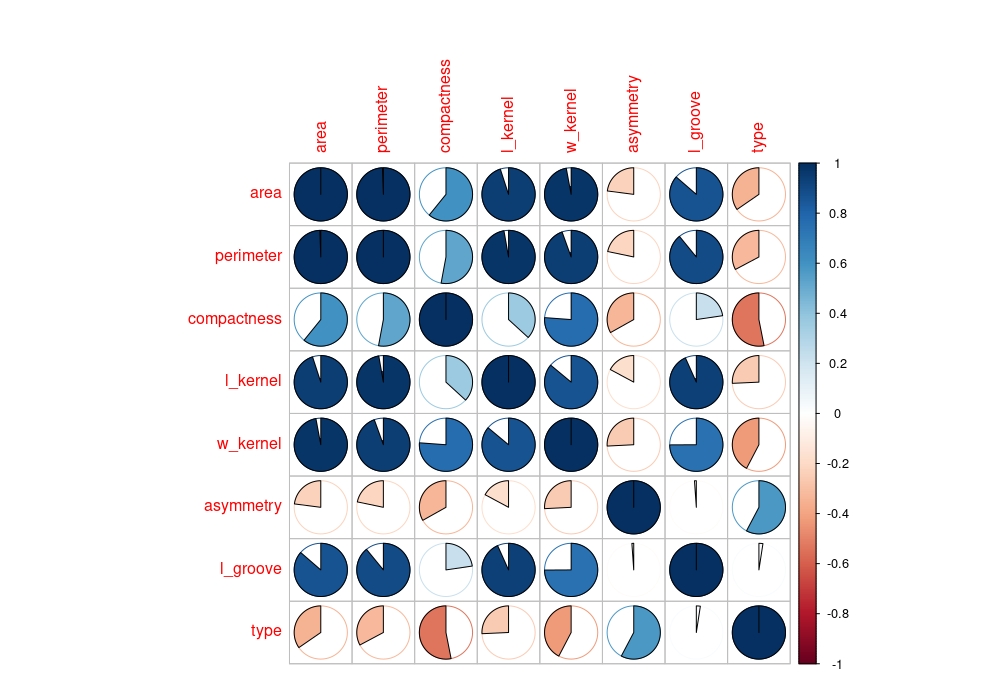 area
perimeter
compactness
l_kernel
w_kernel
asymmetry
l_groove
type
area
perimeter
compactness
l_kernel
w_kernel
asymmetry
l_groove
type
1
0.8
0.6
0.4
0.2
0
-0.2
-0.4
-0.6
-0.8
-1